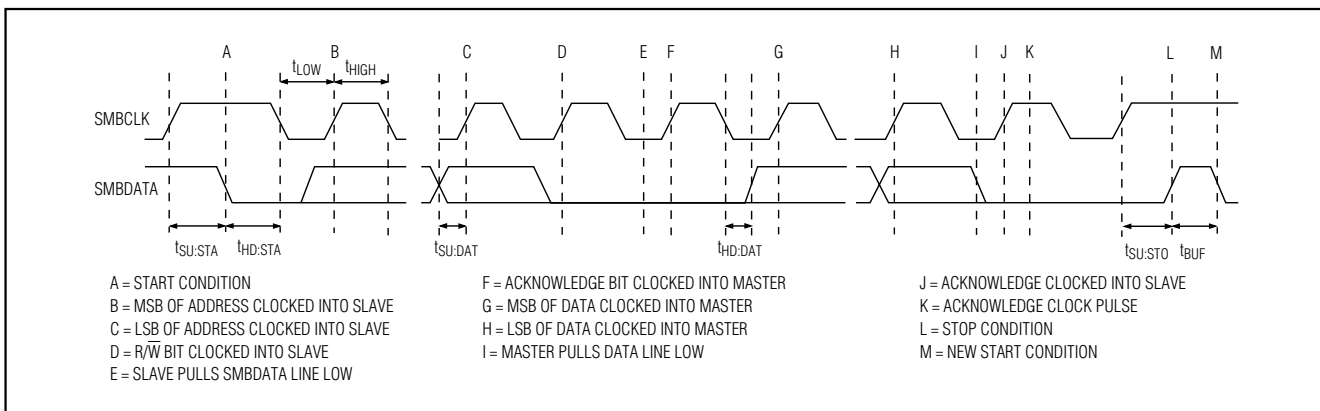 A B C D E F G H I J K L M
tLOW tHIGH
SMBCLK
SMBDATA
tSU:STA tHD:STA tSU:DAT tHD:DAT tSU:STO tBUF
A = START CONDITION
B = MSB OF ADDRESS CLOCKED INTO SLAVE
C = LSB OF ADDRESS CLOCKED INTO SLAVE
D = R/W̅ BIT CLOCKED INTO SLAVE
E = SLAVE PULLS SMBDATA LINE LOW
F = ACKNOWLEDGE BIT CLOCKED INTO MASTER
G = MSB OF DATA CLOCKED INTO MASTER
H = LSB OF DATA CLOCKED INTO MASTER
I = MASTER PULLS DATA LINE LOW
J = ACKNOWLEDGE CLOCKED INTO SLAVE
K = ACKNOWLEDGE CLOCK PULSE
L = STOP CONDITION
M = NEW START CONDITION